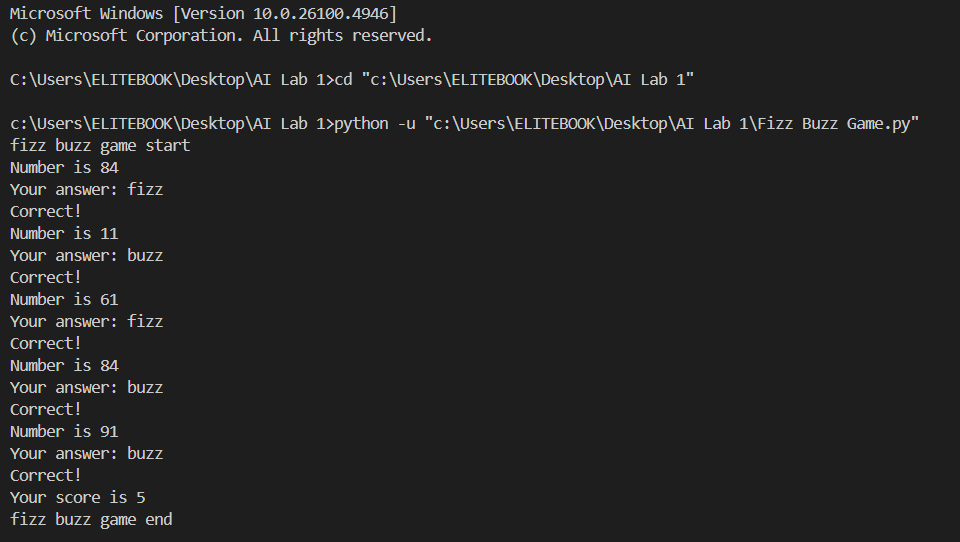 Microsoft Windows [Version 10.0.26100.4946]
(c) Microsoft Corporation. All rights reserved.
C:\Users\ELITEBOOK\Desktop\AI Lab 1>cd "c:\Users\ELITEBOOK\Desktop\AI Lab 1"
c:\Users\ELITEBOOK\Desktop\AI Lab 1>python -u "c:\Users\ELITEBOOK\Desktop\AI Lab 1\Fizz Buzz Game.py"
fizz buzz game start
Number is 84
Your answer: fizz
Correct!
Number is 11
Your answer: buzz
Correct!
Number is 61
Your answer: fizz
Correct!
Number is 84
Your answer: buzz
Correct!
Number is 91
Your answer: buzz
Correct!
Your score is 5
fizz buzz game end